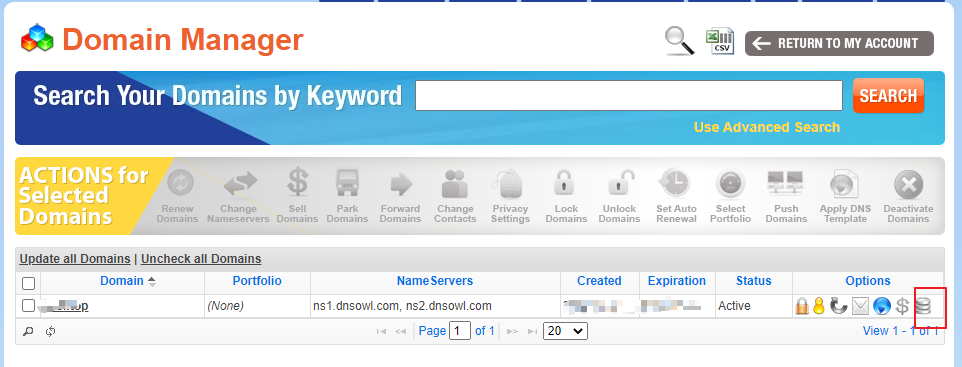 Domain Manager
CSV
RETURN TO MY ACCOUNT
Search Your Domains by Keyword
SEARCH
Use Advanced Search
ACTIONS for
Selected
Domains
Renew
Domains
Change
Nameservers
Sell
Domains
Park
Domains
Forward
Domains
Change
Contacts
Privacy
Settings
Lock
Domains
Unlock
Domains
Set Auto
Renewal
Select
Portfolio
Push
Domains
Apply DNS
Template
Deactivate
Domains
Update all Domains | Uncheck all Domains
Domain Portfolio NameServers Created Expiration Status Options
(None) ns1.dnsowl.com, ns2.dnsowl.com Active
Page 1 of 1 20 View 1 - 1 of 1